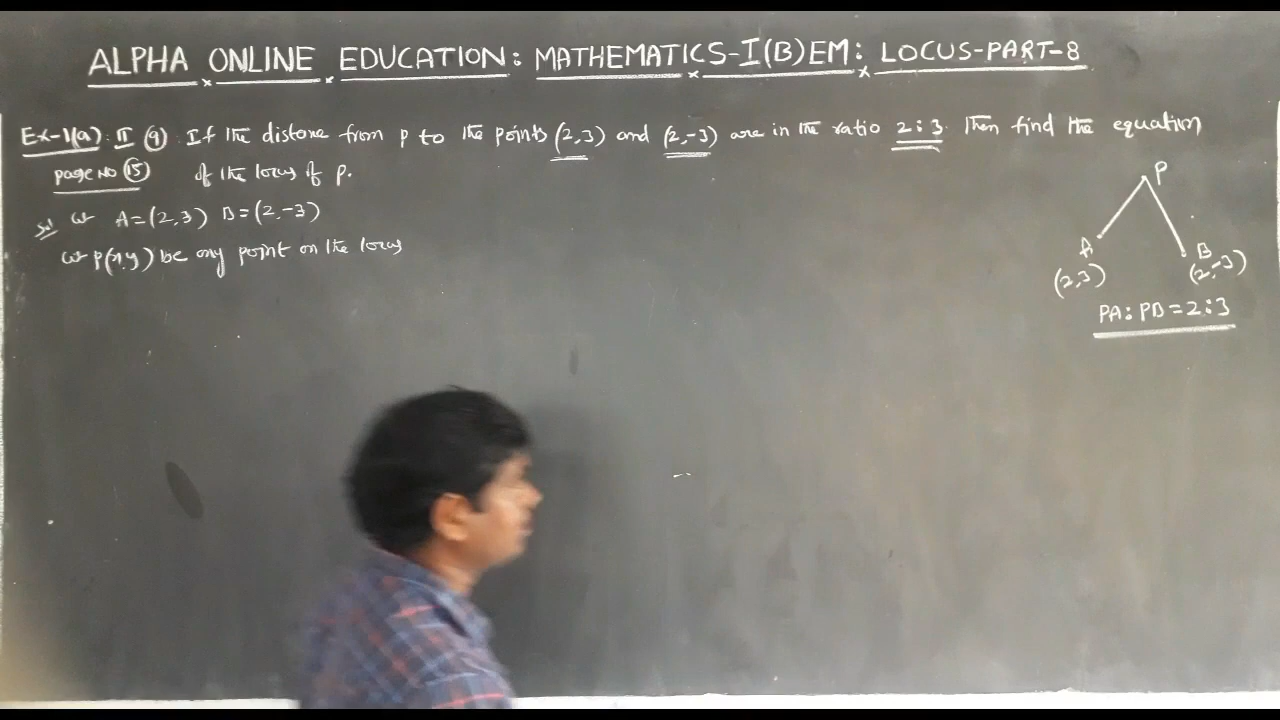 ALPHA ONLINE EDUCATION: MATHEMATICS-I(B)EM: LOCUS-PART-8
Ex-1(a): II (9): If the distance from P to the points (2,3) and (2,-3) are in the ratio 2:3. Then find the equation
page NO (15) of the locus of P.
Sol Let A=(2,3) B=(2,-3)
Let P(x,y) be any point on the locus
P
A
(2,3)
B
(2,-3)
PA: PB = 2:3